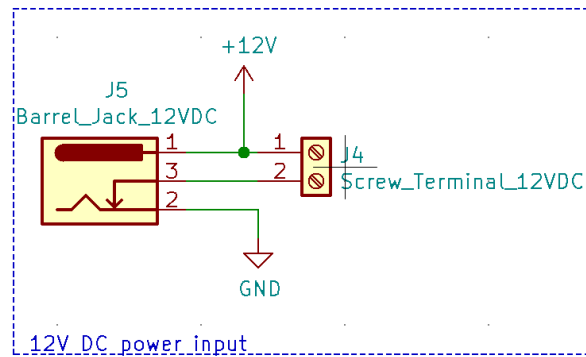 +12V
J5
Barrel_Jack_12VDC
1
3
2
1
2
J4
Screw_Terminal_12VDC
GND
12V DC power input